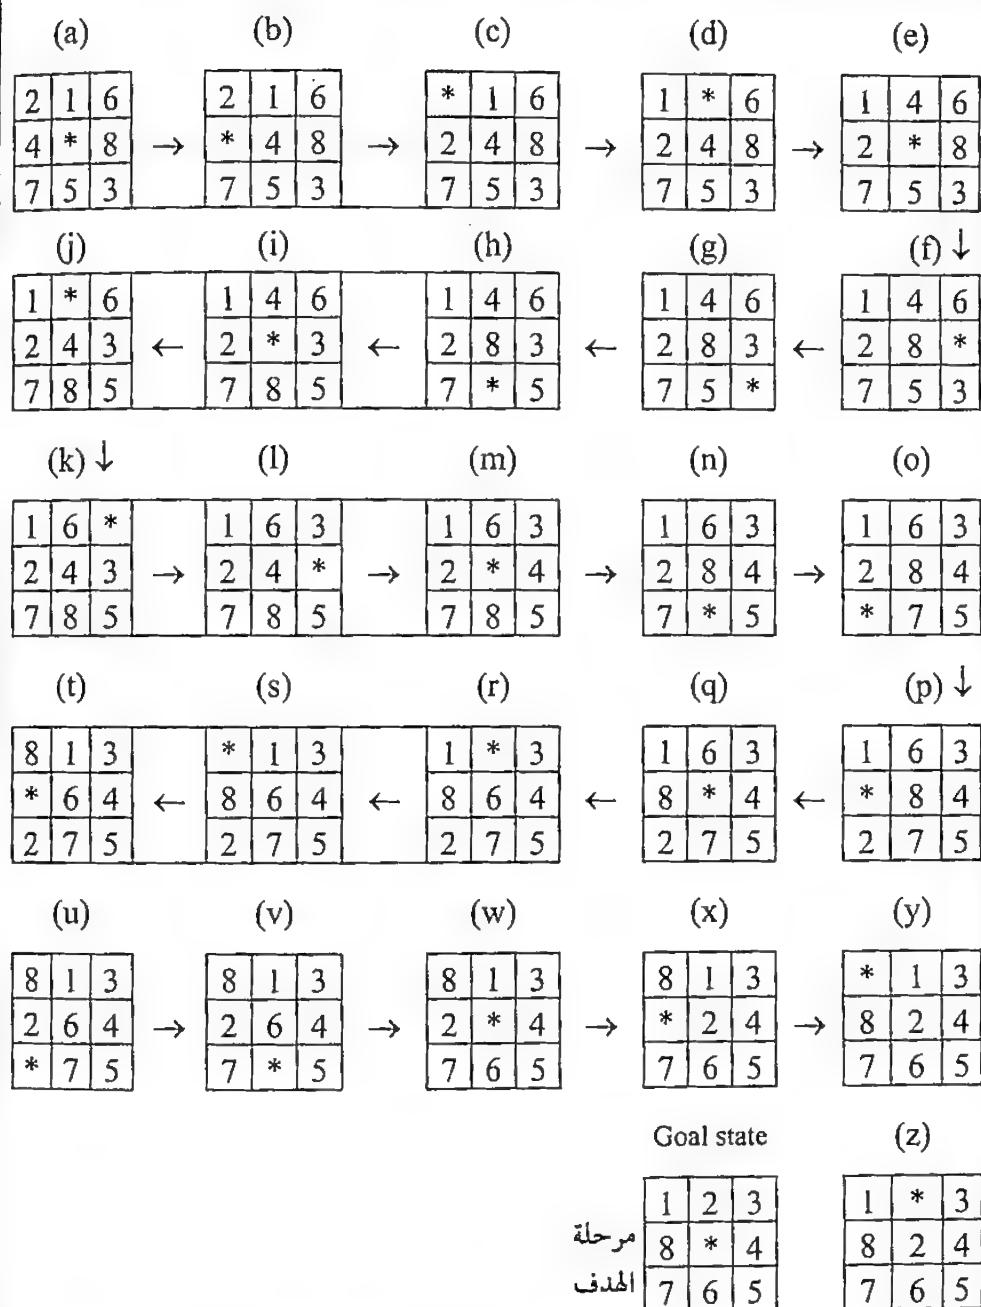 (a) (b) (c) (d) (e)
2 1 6 2 1 6 * 1 6 1 * 6 1 4 6
4 * 8 → * 4 8 → 2 4 8 → 2 4 8 → 2 * 8
7 5 3 7 5 3 7 5 3 7 5 3 7 5 3
(j) (i) (h) (g) (f) ↓
1 * 6 1 4 6 1 4 6 1 4 6 1 4 6
2 4 3 ← 2 * 3 ← 2 8 3 ← 2 8 3 ← 2 8 *
7 8 5 7 8 5 7 * 5 7 5 * 7 5 3
(k) ↓ (l) (m) (n) (o)
1 6 * 1 6 3 1 6 3 1 6 3 1 6 3
2 4 3 → 2 4 * → 2 * 4 → 2 8 4 → 2 8 4
7 8 5 7 8 5 7 8 5 7 * 5 * 7 5
(t) (s) (r) (q) (p) ↓
8 1 3 * 1 3 1 * 3 1 6 3 1 6 3
* 6 4 ← 8 6 4 ← 8 6 4 ← 8 * 4 ← * 8 4
2 7 5 2 7 5 2 7 5 2 7 5 2 7 5
(u) (v) (w) (x) (y)
8 1 3 8 1 3 8 1 3 8 1 3 * 1 3
2 6 4 → 2 6 4 → 2 * 4 → * 2 4 → 8 2 4
* 7 5 7 * 5 7 6 5 7 6 5 7 6 5
Goal state (z)
1 2 3 1 * 3
مرحلة 8 * 4 8 2 4
الهدف 7 6 5 7 6 5